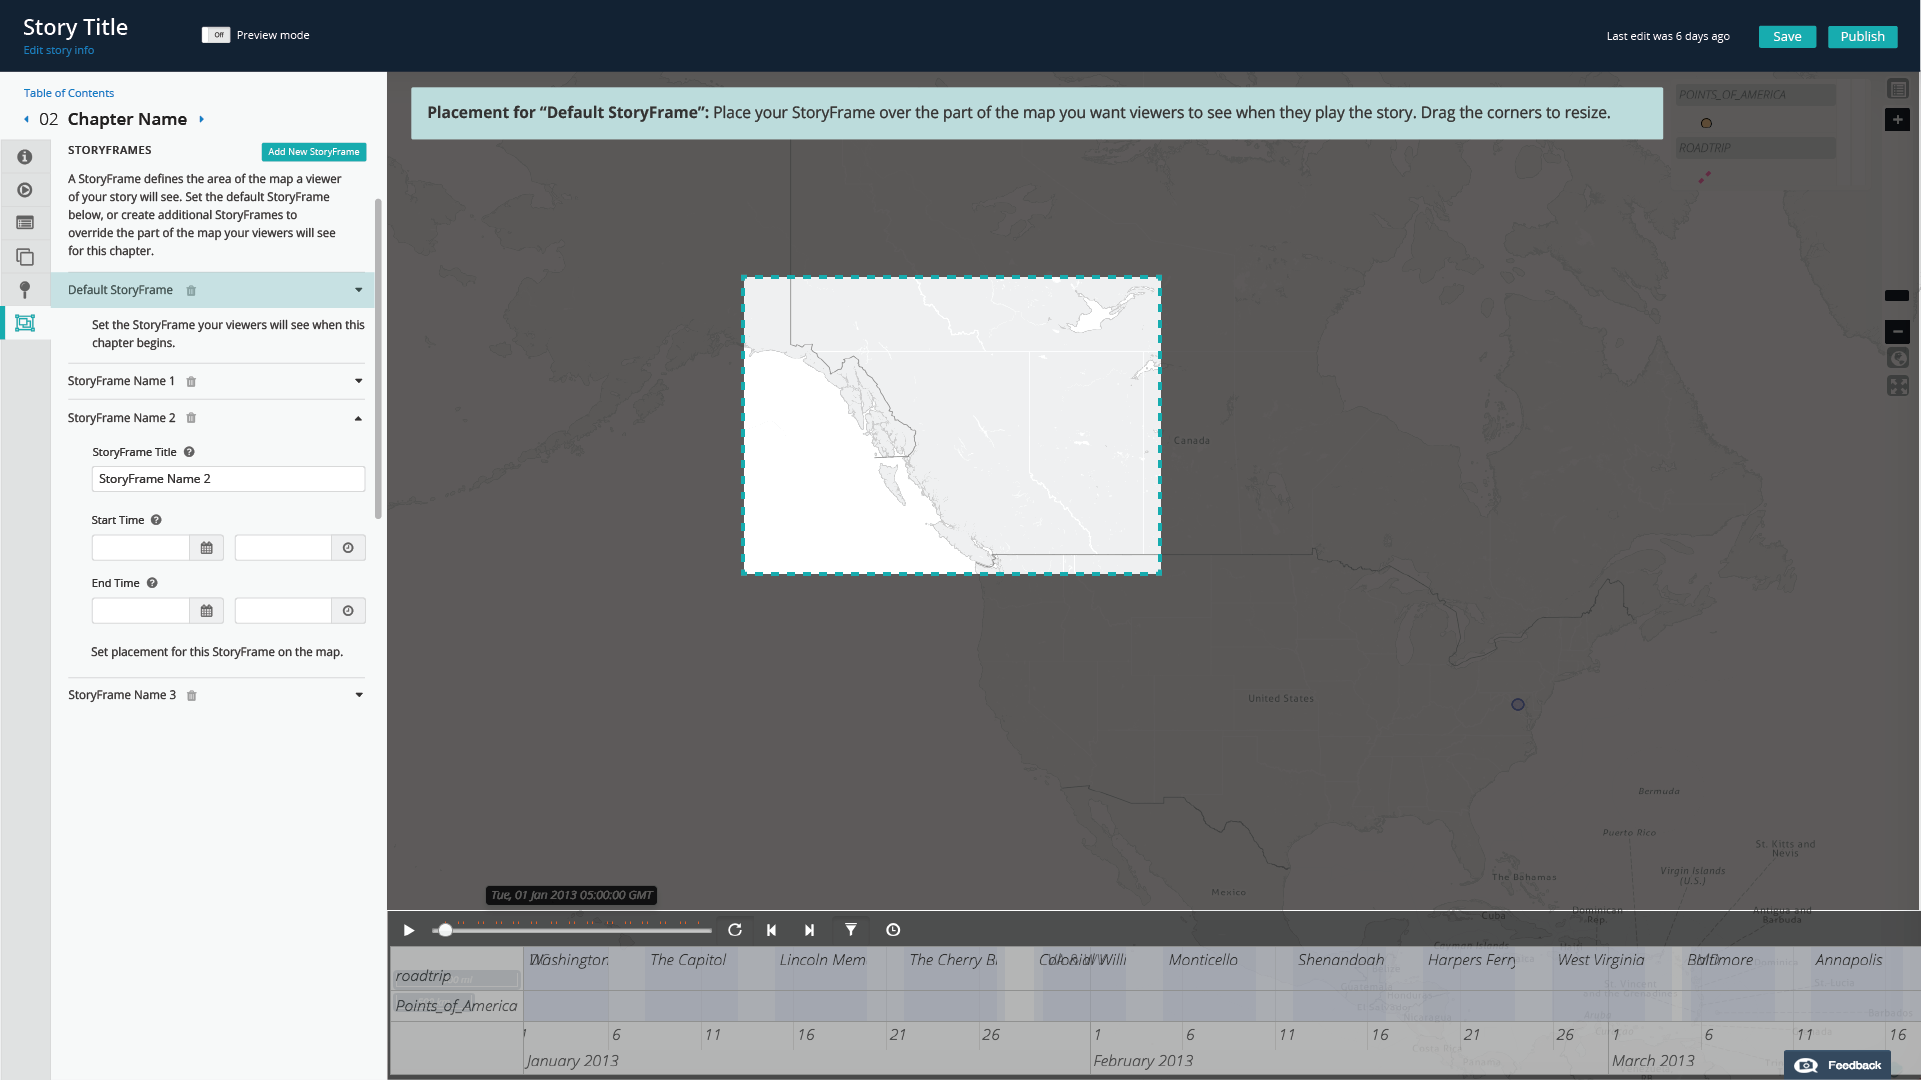 Story Title
Edit story info
Off
Preview mode
Last edit was 6 days ago
Save
Publish
Table of Contents
02 Chapter Name
STORYFRAMES
Add New StoryFrame
A StoryFrame defines the area of the map a viewer
of your story will see. Set the default StoryFrame
below, or create additional StoryFrames to
override the part of the map your viewers will see
for this chapter.
Default StoryFrame
Set the StoryFrame your viewers will see when this
chapter begins.
StoryFrame Name 1
StoryFrame Name 2
StoryFrame Title
StoryFrame Name 2
Start Time
End Time
Set placement for this StoryFrame on the map.
StoryFrame Name 3
Placement for “Default StoryFrame”: Place your StoryFrame over the part of the map you want viewers to see when they play the story. Drag the corners to resize.
POINTS_OF_AMERICA
ROADTRIP
Canada
United States
Bermuda
Puerto Rico
St. Kitts and
Nevis
Virgin Islands
(U.S.)
The Bahamas
Mexico
Cuba
Dominican
Rep.
Antigua and
Barbuda
Cayman Islands
Tue, 01 Jan 2013 05:00:00 GMT
roadtrip
Washington
The Capitol
Lincoln Mem
The Cherry B
Colonial Willi
Monticello
Shenandoah
Harpers Ferry
West Virginia
Baltimore
Annapolis
Points_of_America
1 6 11 16 21 26 1 6 11 16 21 26 1 6 11 16
January 2013
February 2013
March 2013
Feedback